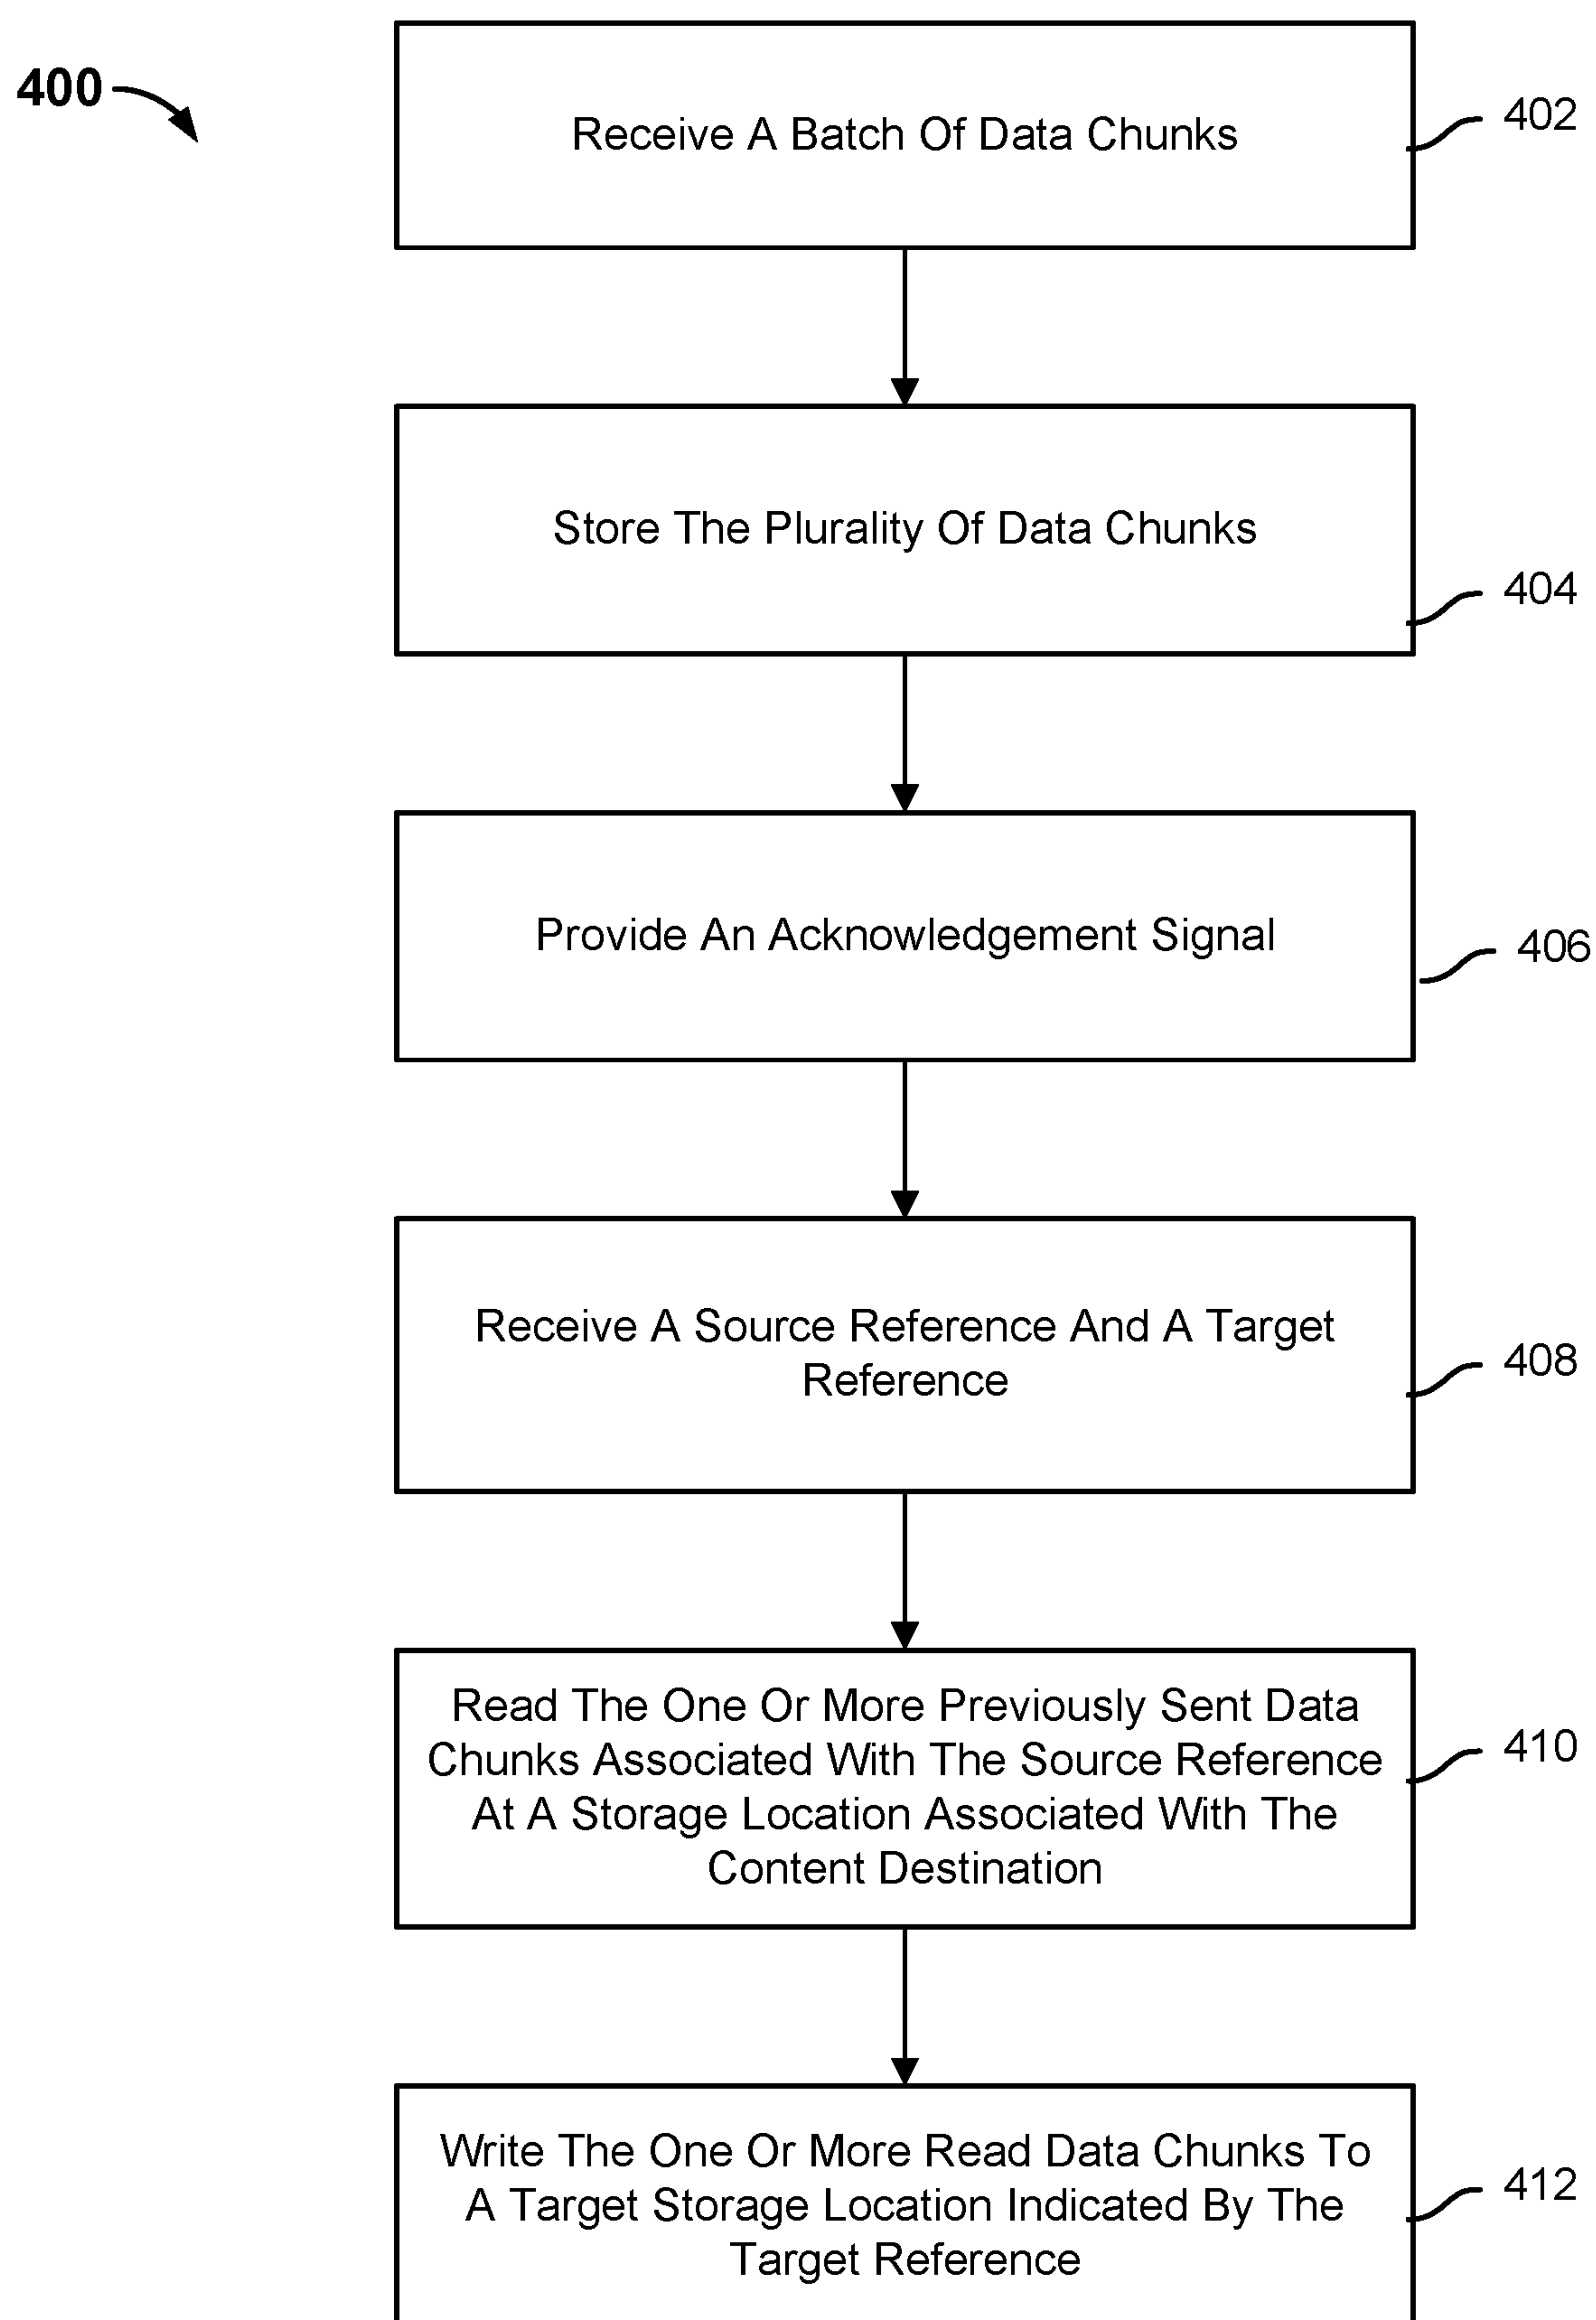 400
Receive A Batch Of Data Chunks
402
Store The Plurality Of Data Chunks
404
Provide An Acknowledgement Signal
406
Receive A Source Reference And A Target
Reference
408
Read The One Or More Previously Sent Data
Chunks Associated With The Source Reference
At A Storage Location Associated With The
Content Destination
410
Write The One Or More Read Data Chunks To
A Target Storage Location Indicated By The
Target Reference
412